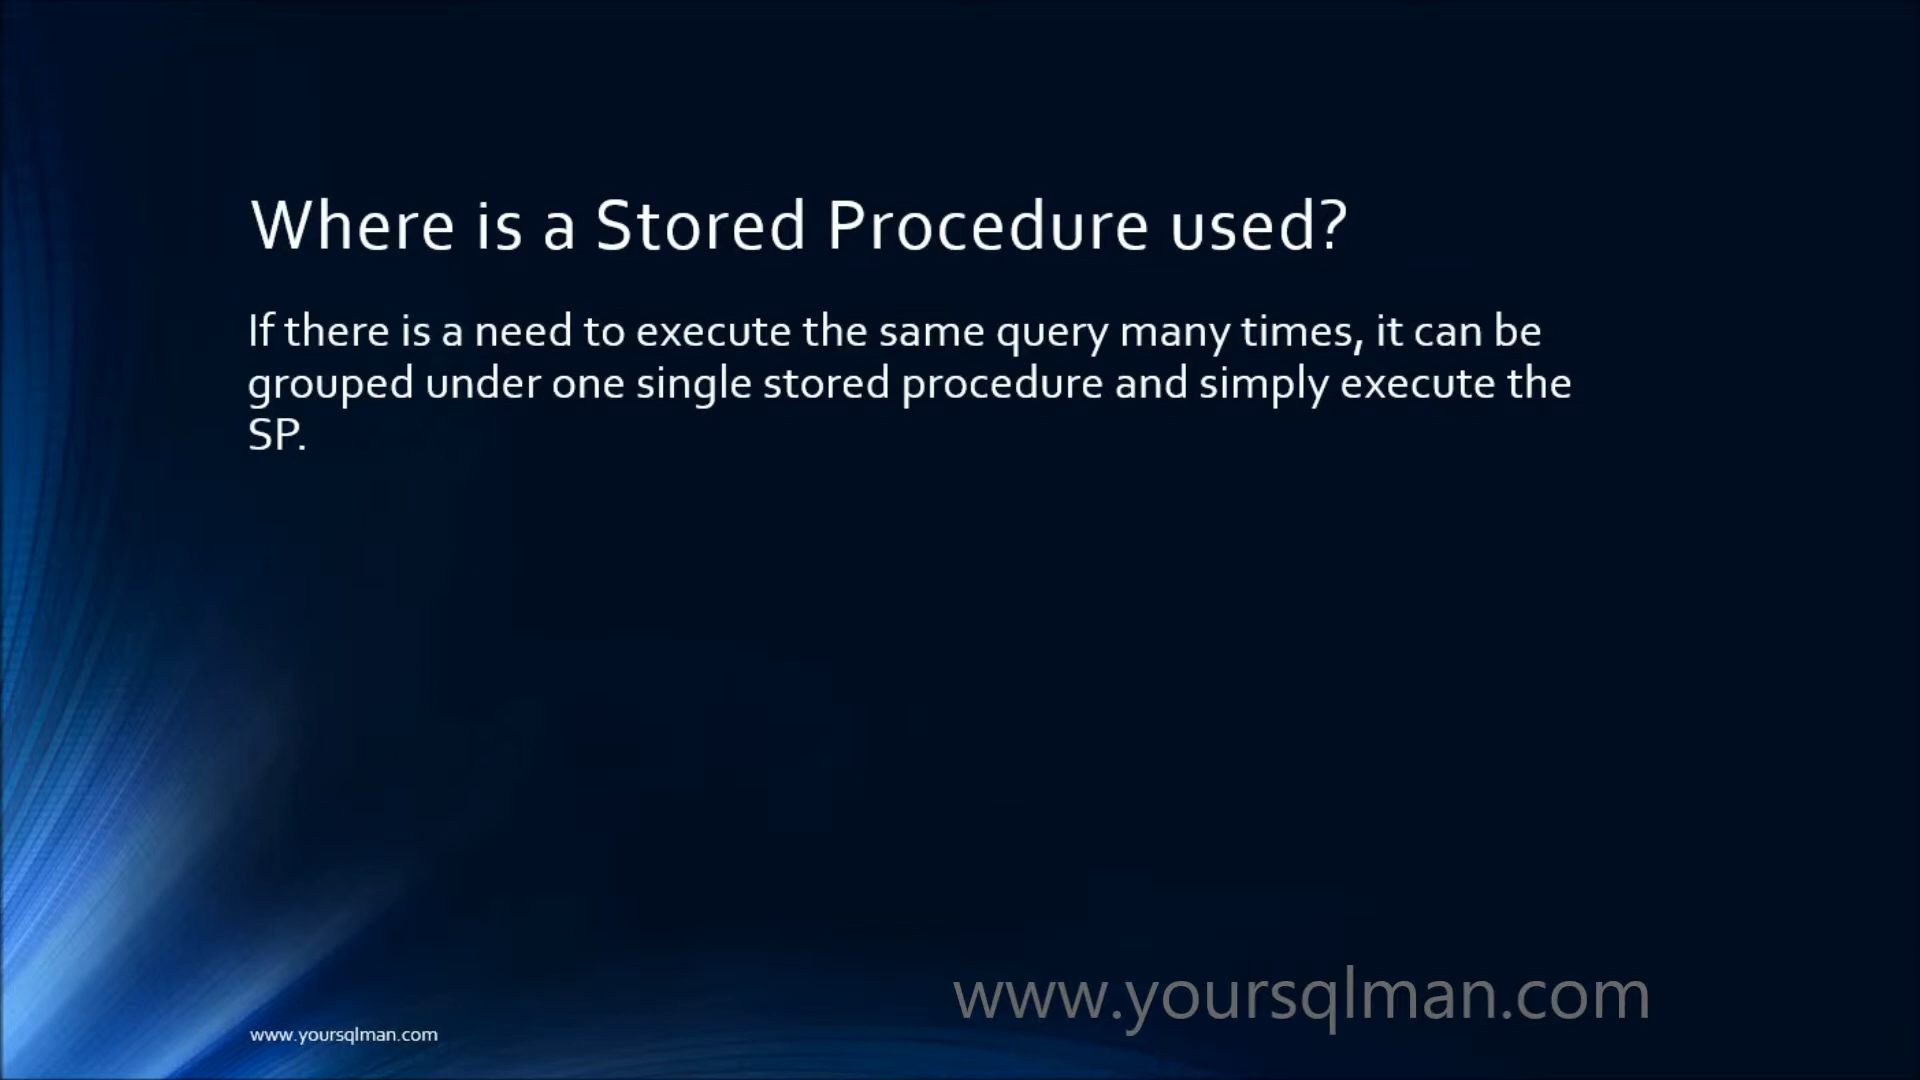 Where is a Stored Procedure used?
If there is a need to execute the same query many times, it can be
grouped under one single stored procedure and simply execute the
SP.
www.yoursqlman.com
www.yoursqlman.com